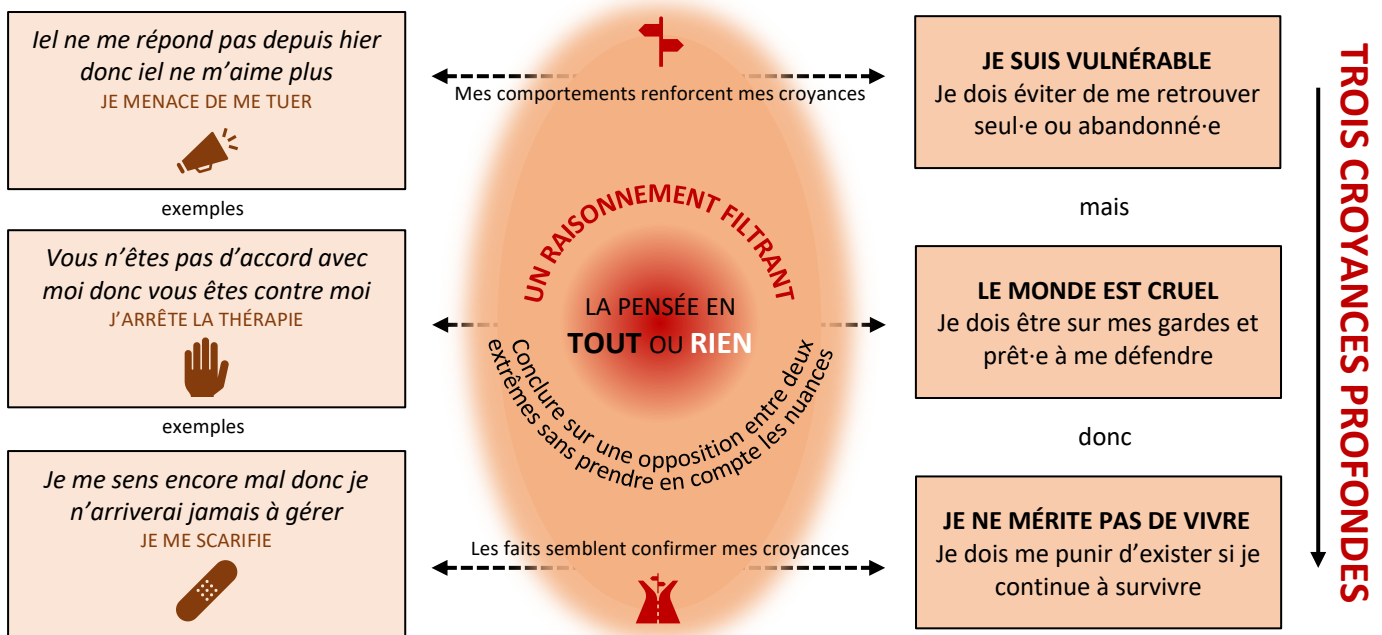 Iel ne me répond pas depuis hier
donc iel ne m’aime plus
JE MENACE DE ME TUER
exemples
Vous n’êtes pas d’accord avec
moi donc vous êtes contre moi
J’ARRÊTE LA THÉRAPIE
exemples
Je me sens encore mal donc je
n’arriverai jamais à gérer
JE ME SCARIFIE
Mes comportements renforcent mes croyances
UN RAISONNEMENT FILTRANT
LA PENSÉE EN
TOUT OU RIEN
Conclure sur une opposition entre deux
extrêmes sans prendre en compte les nuances
Les faits semblent confirmer mes croyances
JE SUIS VULNÉRABLE
Je dois éviter de me retrouver
seul·e ou abandonné·e
mais
LE MONDE EST CRUEL
Je dois être sur mes gardes et
prêt·e à me défendre
donc
JE NE MÉRITE PAS DE VIVRE
Je dois me punir d’exister si je
continue à survivre
TROIS CROYANCES PROFONDES